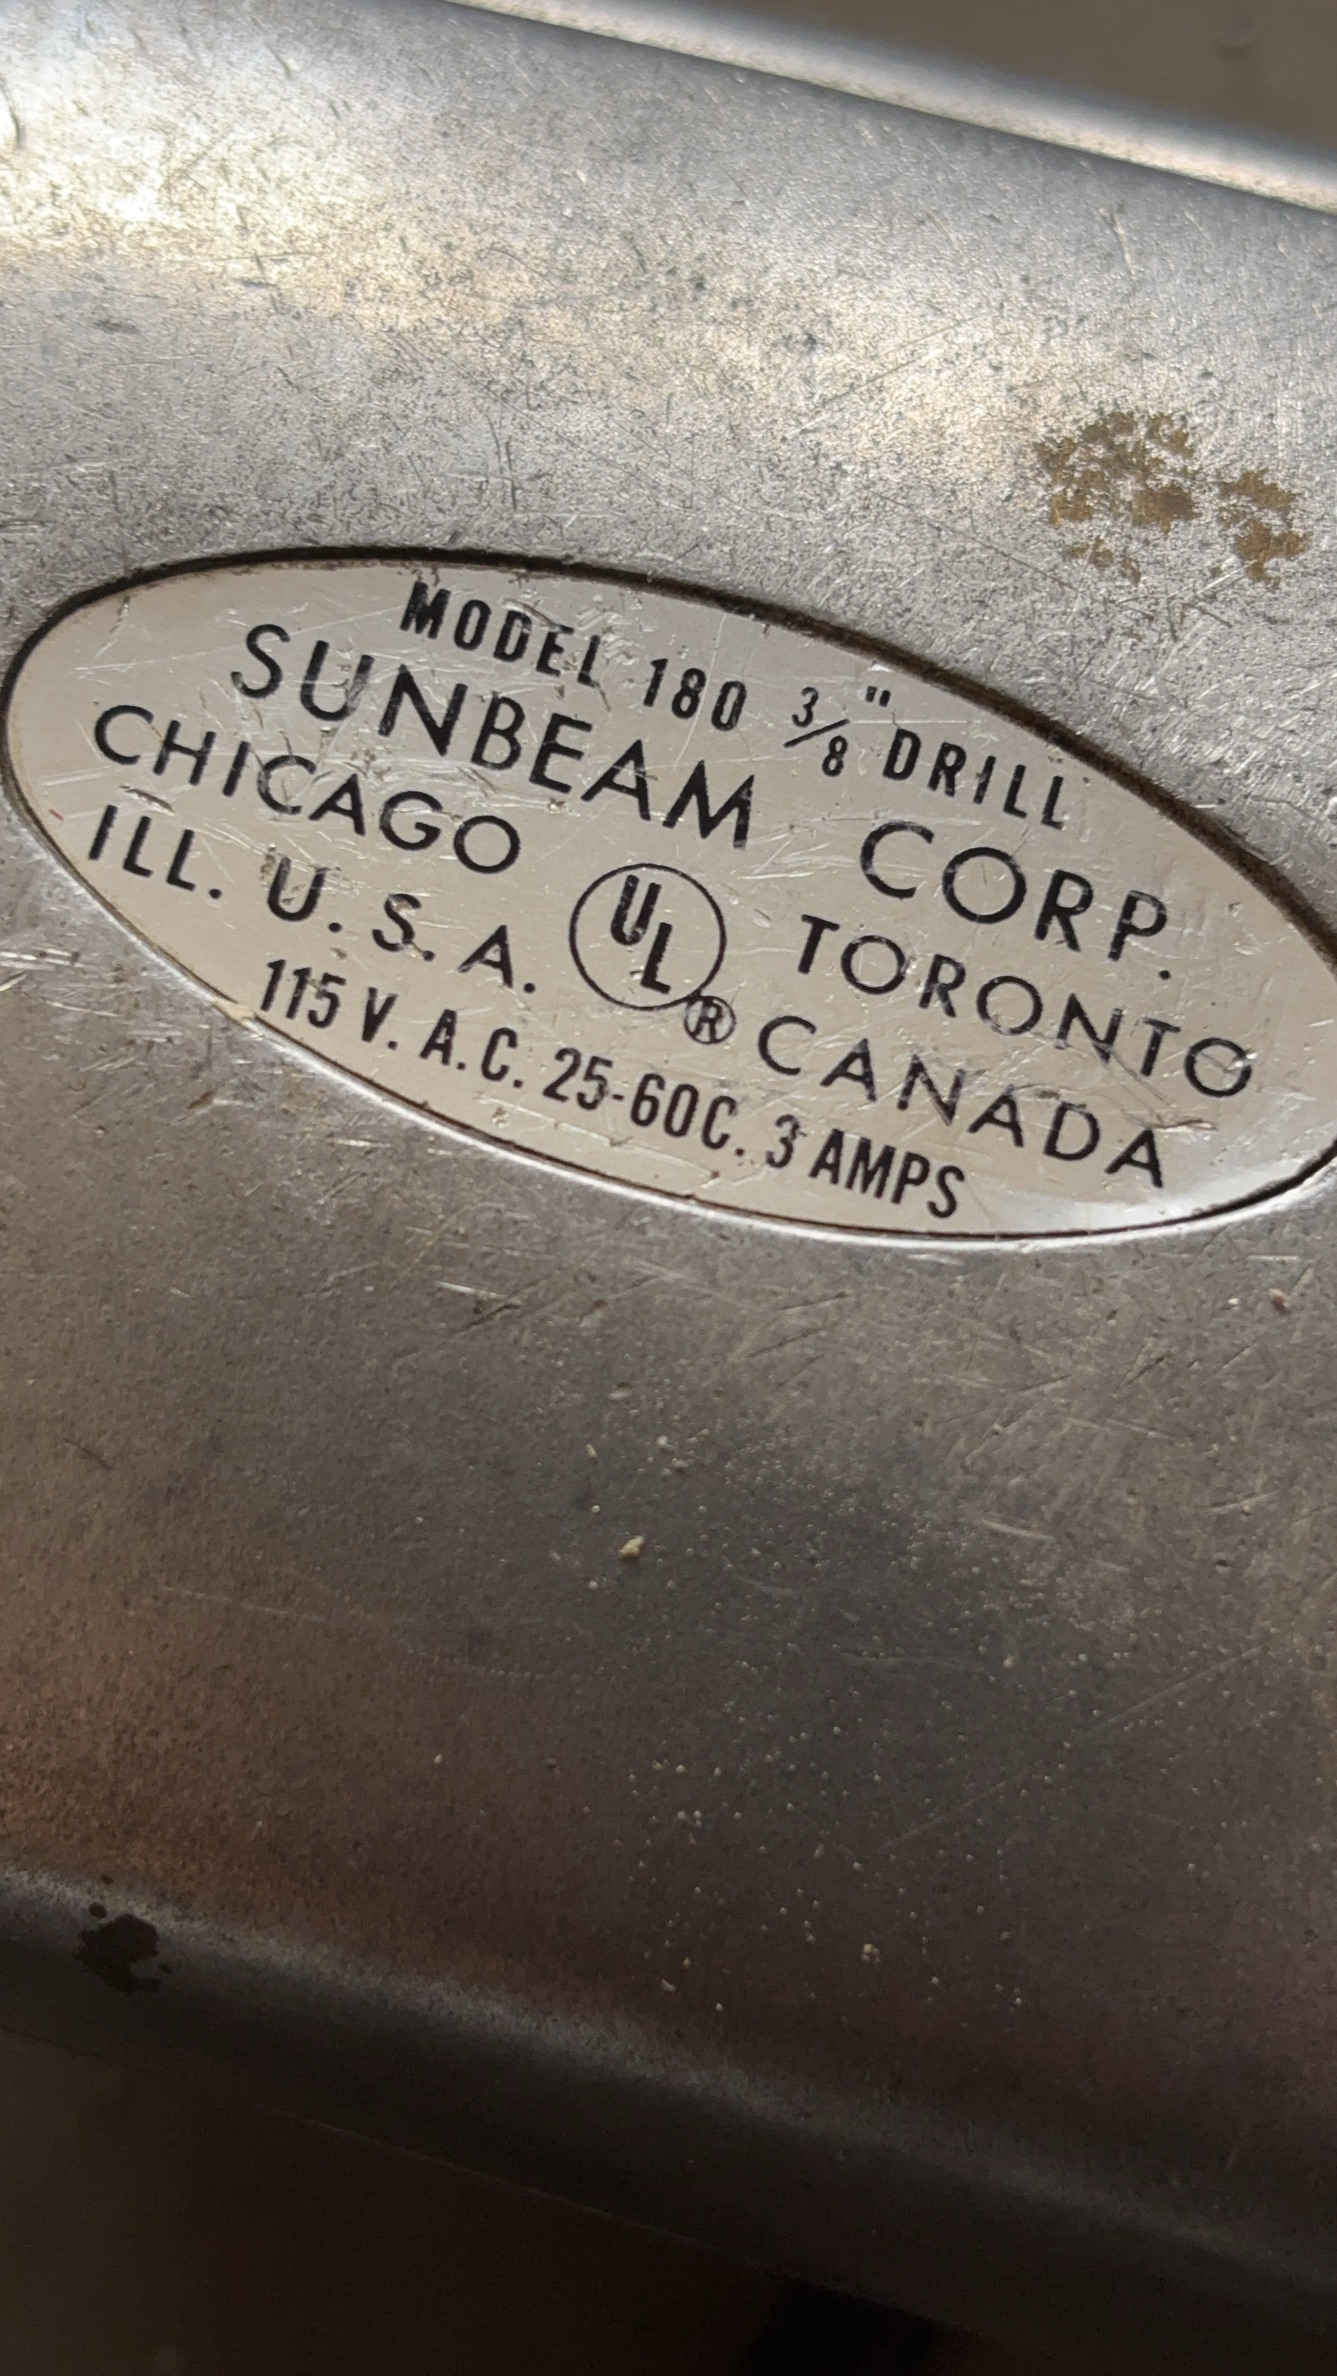 MODEL 180 3/8" DRILL
SUNBEAM CORP.
CHICAGO
ILL. U.S.A.
UL®
TORONTO
CANADA
115 V. A.C. 25-60C. 3 AMPS